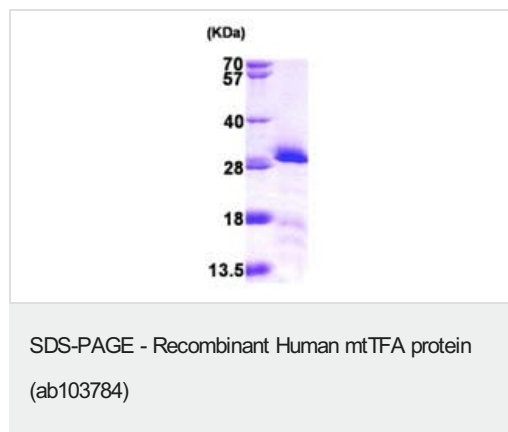 (KDa)
70
57
40
28
18
13.5
SDS-PAGE - Recombinant Human mtTFA protein
(ab103784)